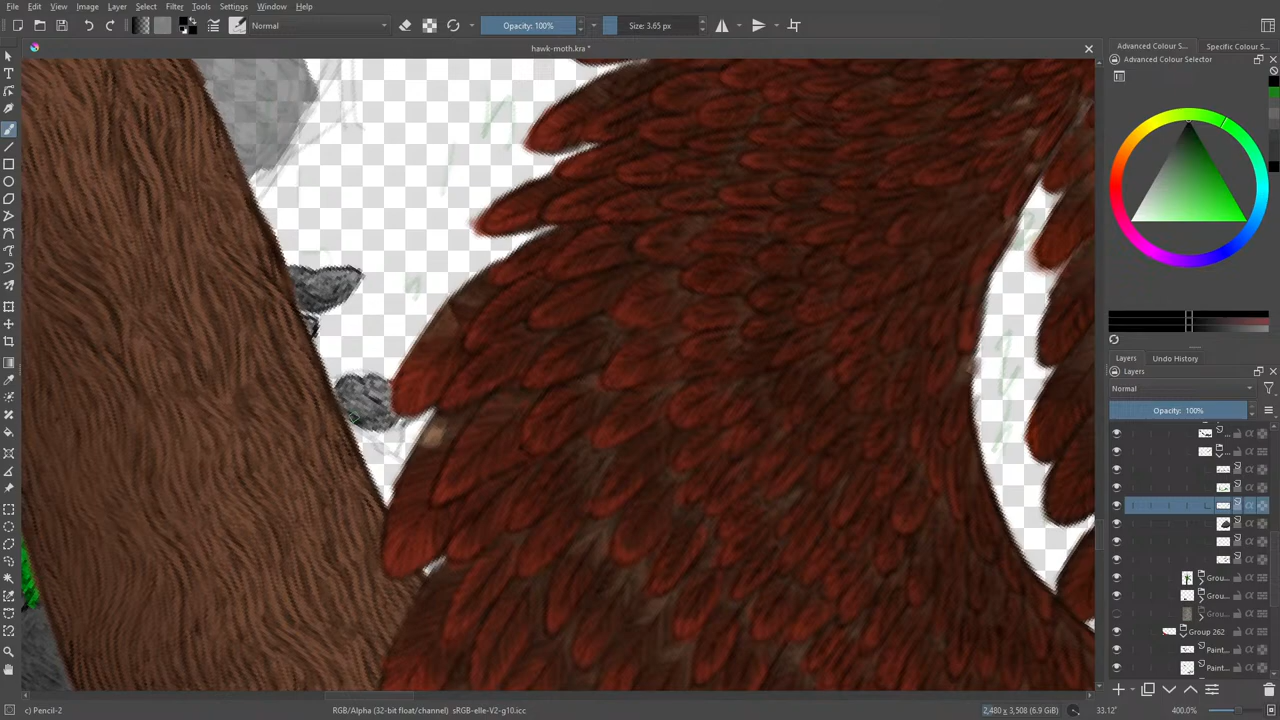 File Edit View Image Layer Select Filter Tools Settings Window Help
Normal Opacity: 100% Size: 3.65 px
hawk-moth.kra *
Advanced Colour S... Specific Colour S...
Advanced Colour Selector
Layers Undo History
Layers
Normal
Opacity: 100%
Grou...
Grou...
Grou...
Group 262
Paint...
Paint...
c) Pencil-2 RGB/Alpha (32-bit float/channel) sRGB-elle-V2-g10.icc 2,480 x 3,508 (6.9 GiB) 33.12° 400.0%